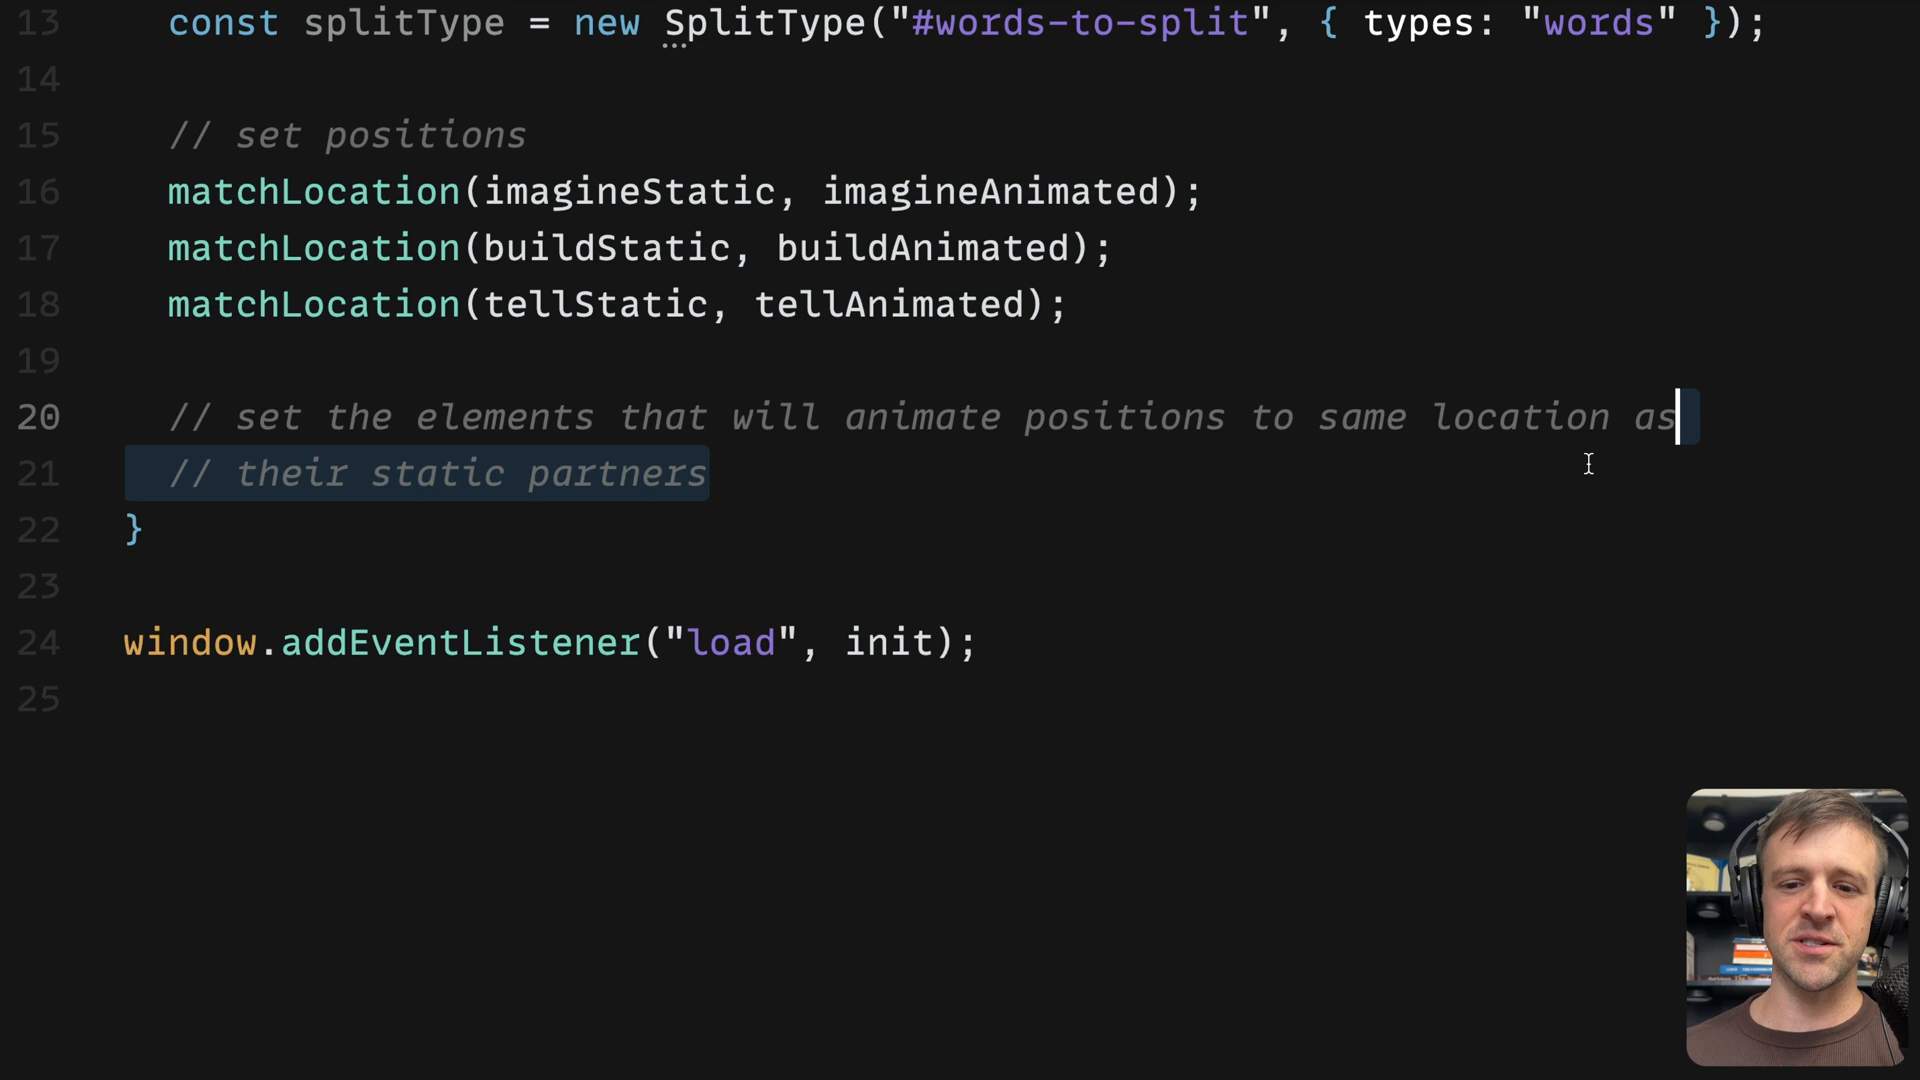 13 const splitType = new SplitType("#words-to-split", { types: "words" });
14
15 // set positions
16 matchLocation(imagineStatic, imagineAnimated);
17 matchLocation(buildStatic, buildAnimated);
18 matchLocation(tellStatic, tellAnimated);
19
20 // set the elements that will animate positions to same location as
21 // their static partners
22 }
23
24 window.addEventListener("load", init);
25